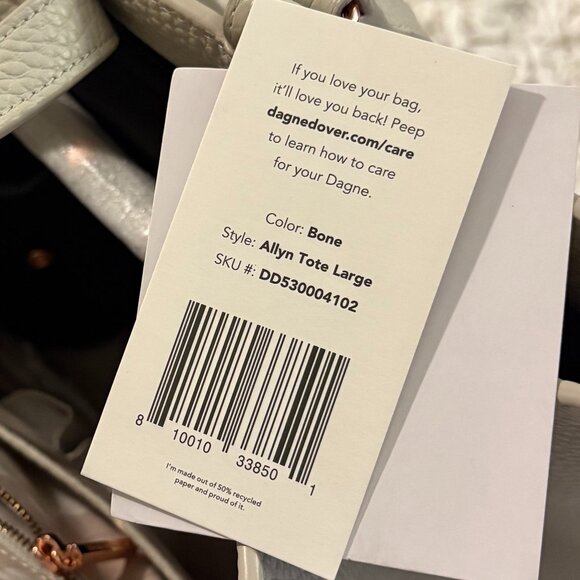 If you love your bag,
it'll love you back! Peep
dagnedover.com/care
to learn how to care
for your Dagne.
Color: Bone
Style: Allyn Tote Large
SKU #: DD530004102
8 10010 33850 1
I'm made out of 50% recycled
paper and proud of it.